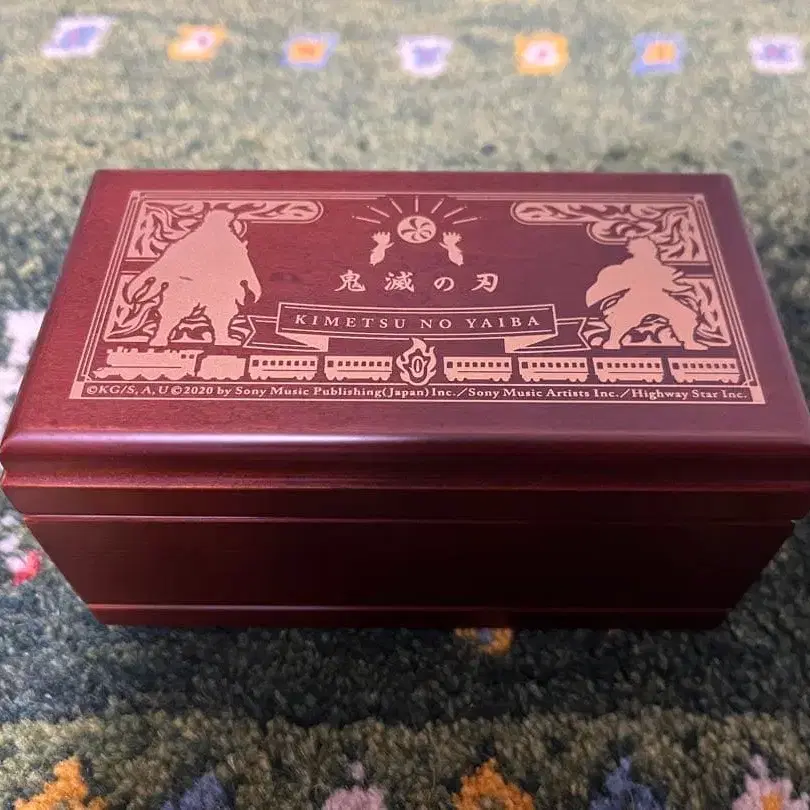 鬼滅の刃
KIMETSU NO YAIBA
©KG/S, A, U©2020 by Sony Music Publishing(Japan)Inc.／Sony Music Artists Inc.／Highway Star Inc.